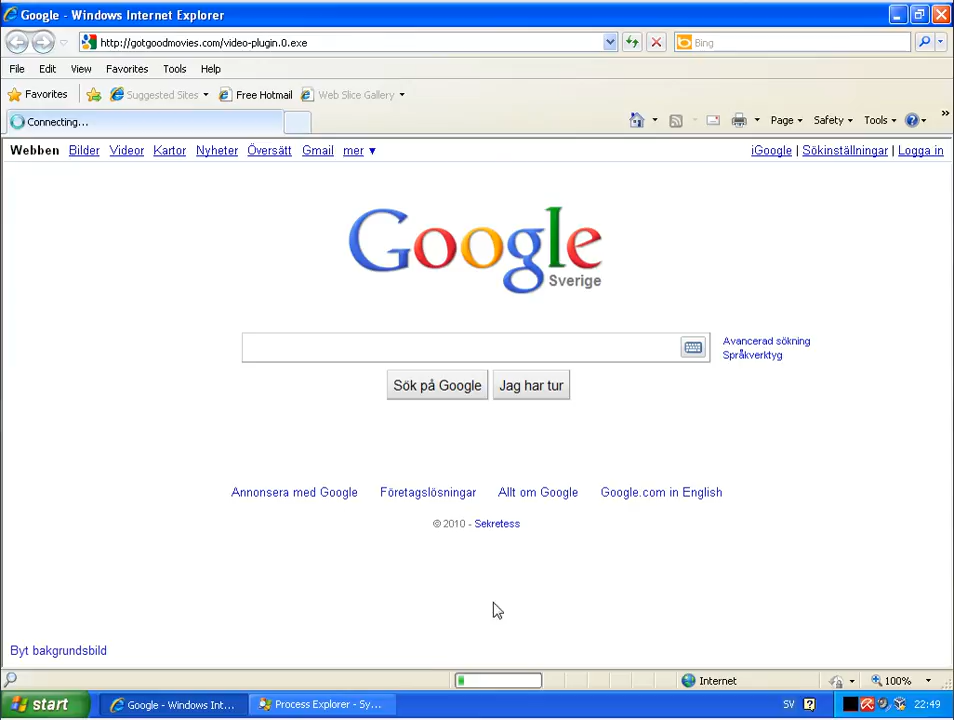 Google - Windows Internet Explorer
http://gotgoodmovies.com/video-plugin.0.exe
Bing
File Edit View Favorites Tools Help
Favorites Suggested Sites Free Hotmail Web Slice Gallery
Connecting... Page Safety Tools »
Webben Bilder Videor Kartor Nyheter Översätt Gmail mer ▼ iGoogle | Sökinställningar | Logga in
Google
Sverige
Avancerad sökning
Språkverktyg
Sök på Google Jag har tur
Annonsera med Google Företagslösningar Allt om Google Google.com in English
© 2010 - Sekretess
Byt bakgrundsbild
Internet 100%
start Google - Windows Int... Process Explorer - Sy... SV 22:49